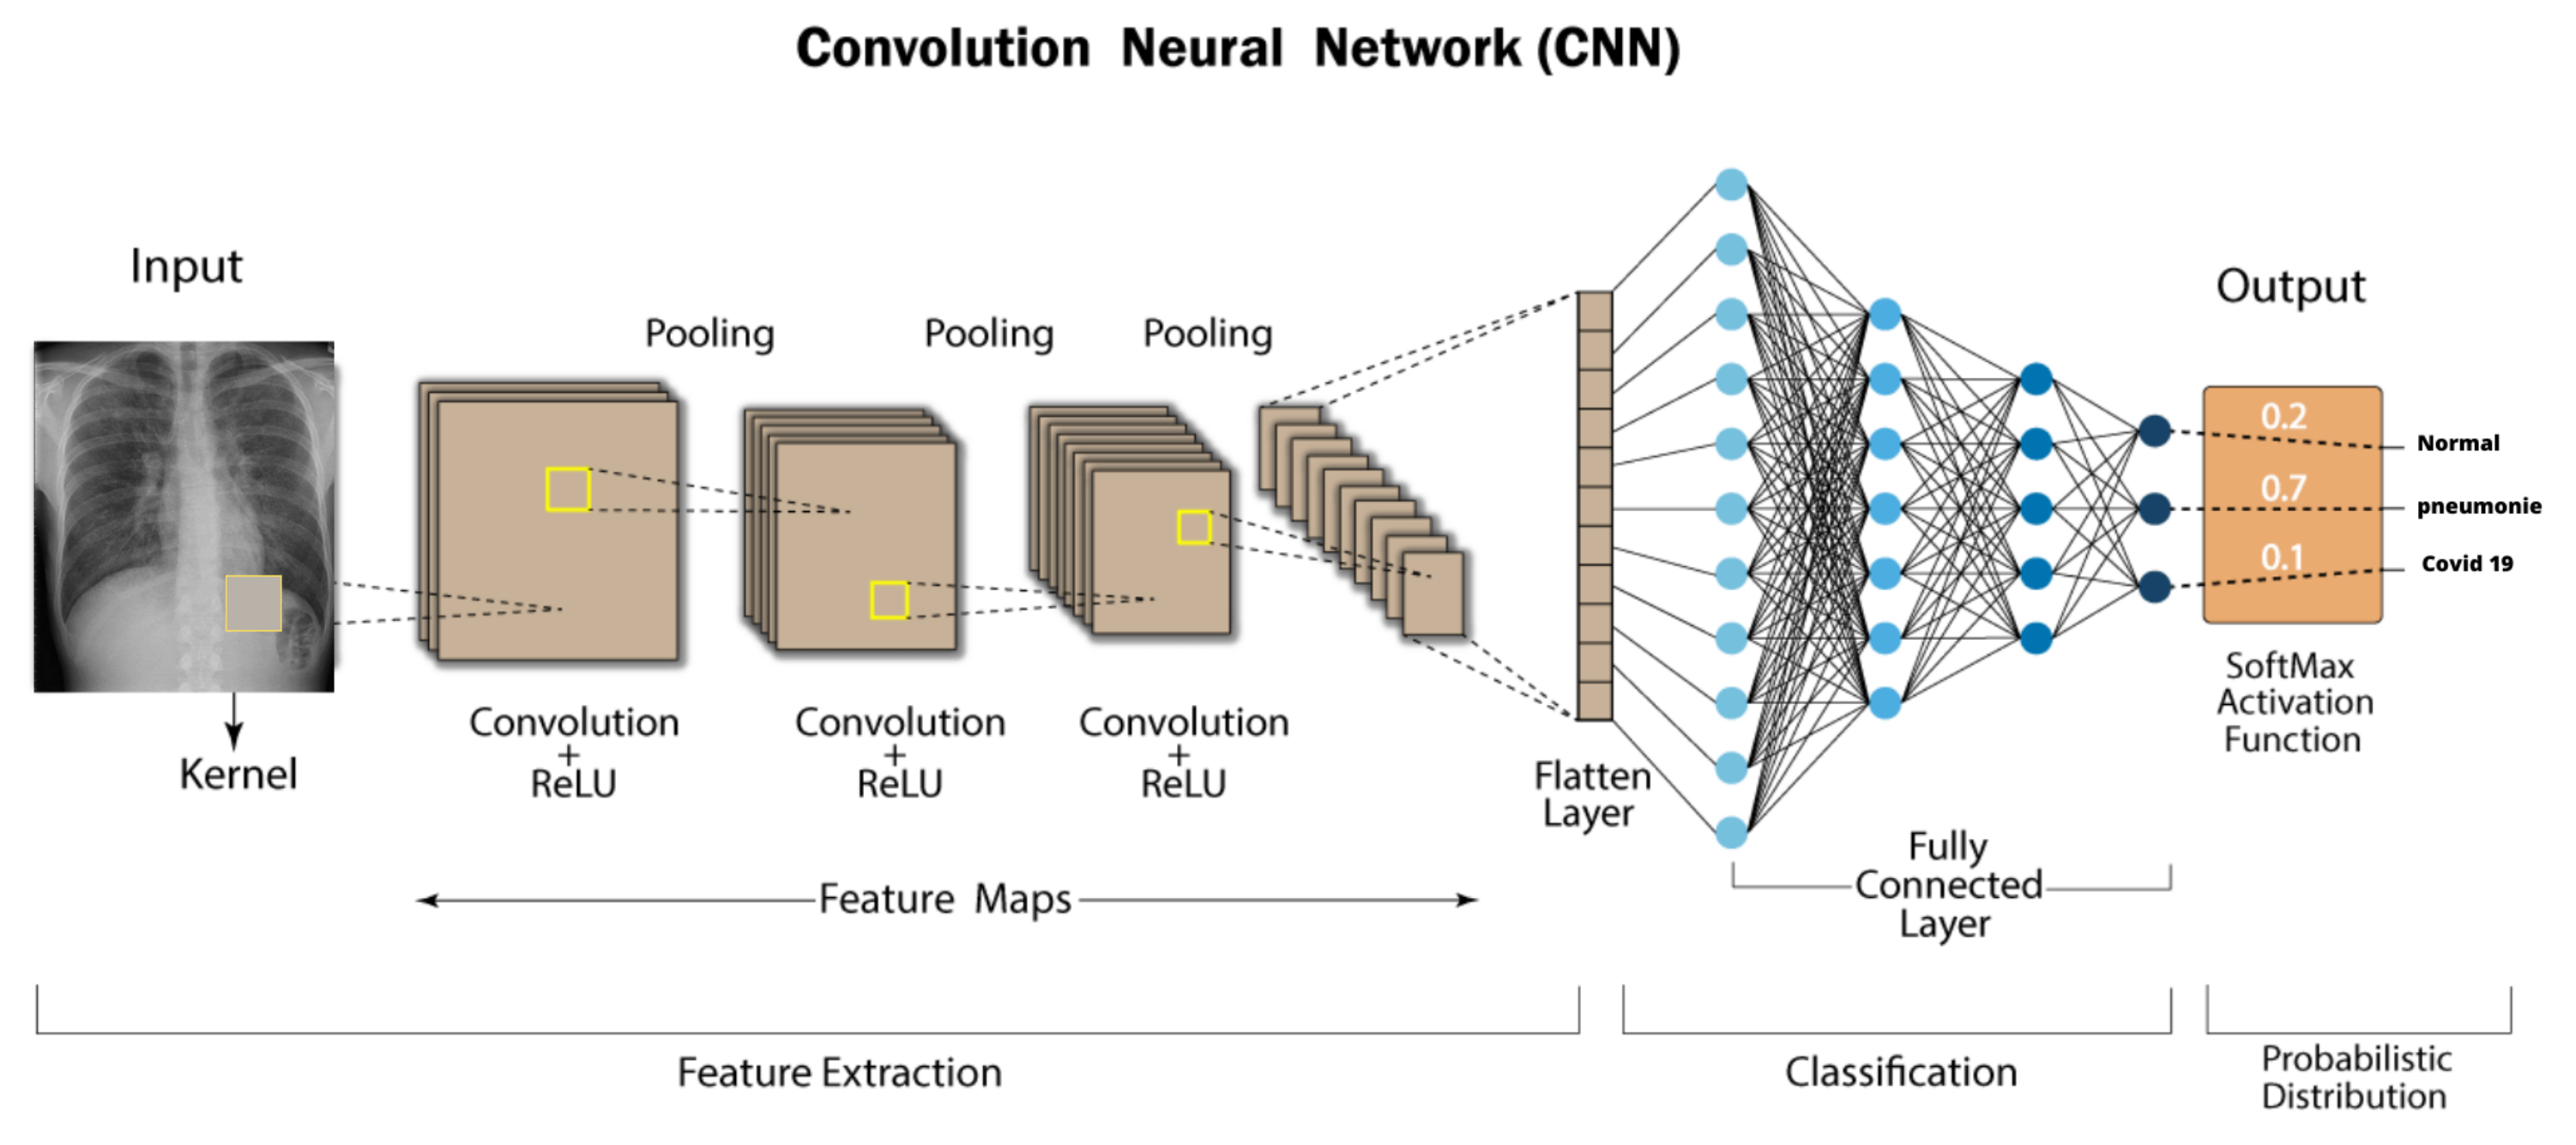 Convolution Neural Network (CNN)
Input
Kernel
Pooling
Pooling
Pooling
Convolution
+
ReLU
Convolution
+
ReLU
Convolution
+
ReLU
Flatten
Layer
Feature Maps
Fully
Connected
Layer
Output
0.2
Normal
0.7
pneumonie
0.1
Covid 19
SoftMax
Activation
Function
Feature Extraction
Classification
Probabilistic
Distribution